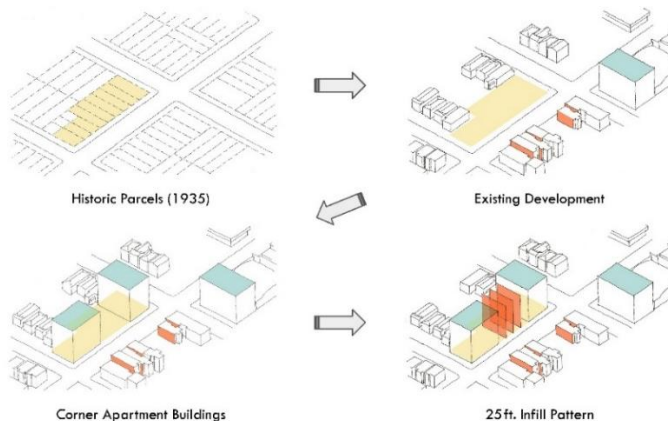 Historic Parcels (1935)
Existing Development
Corner Apartment Buildings
25ft. Infill Pattern